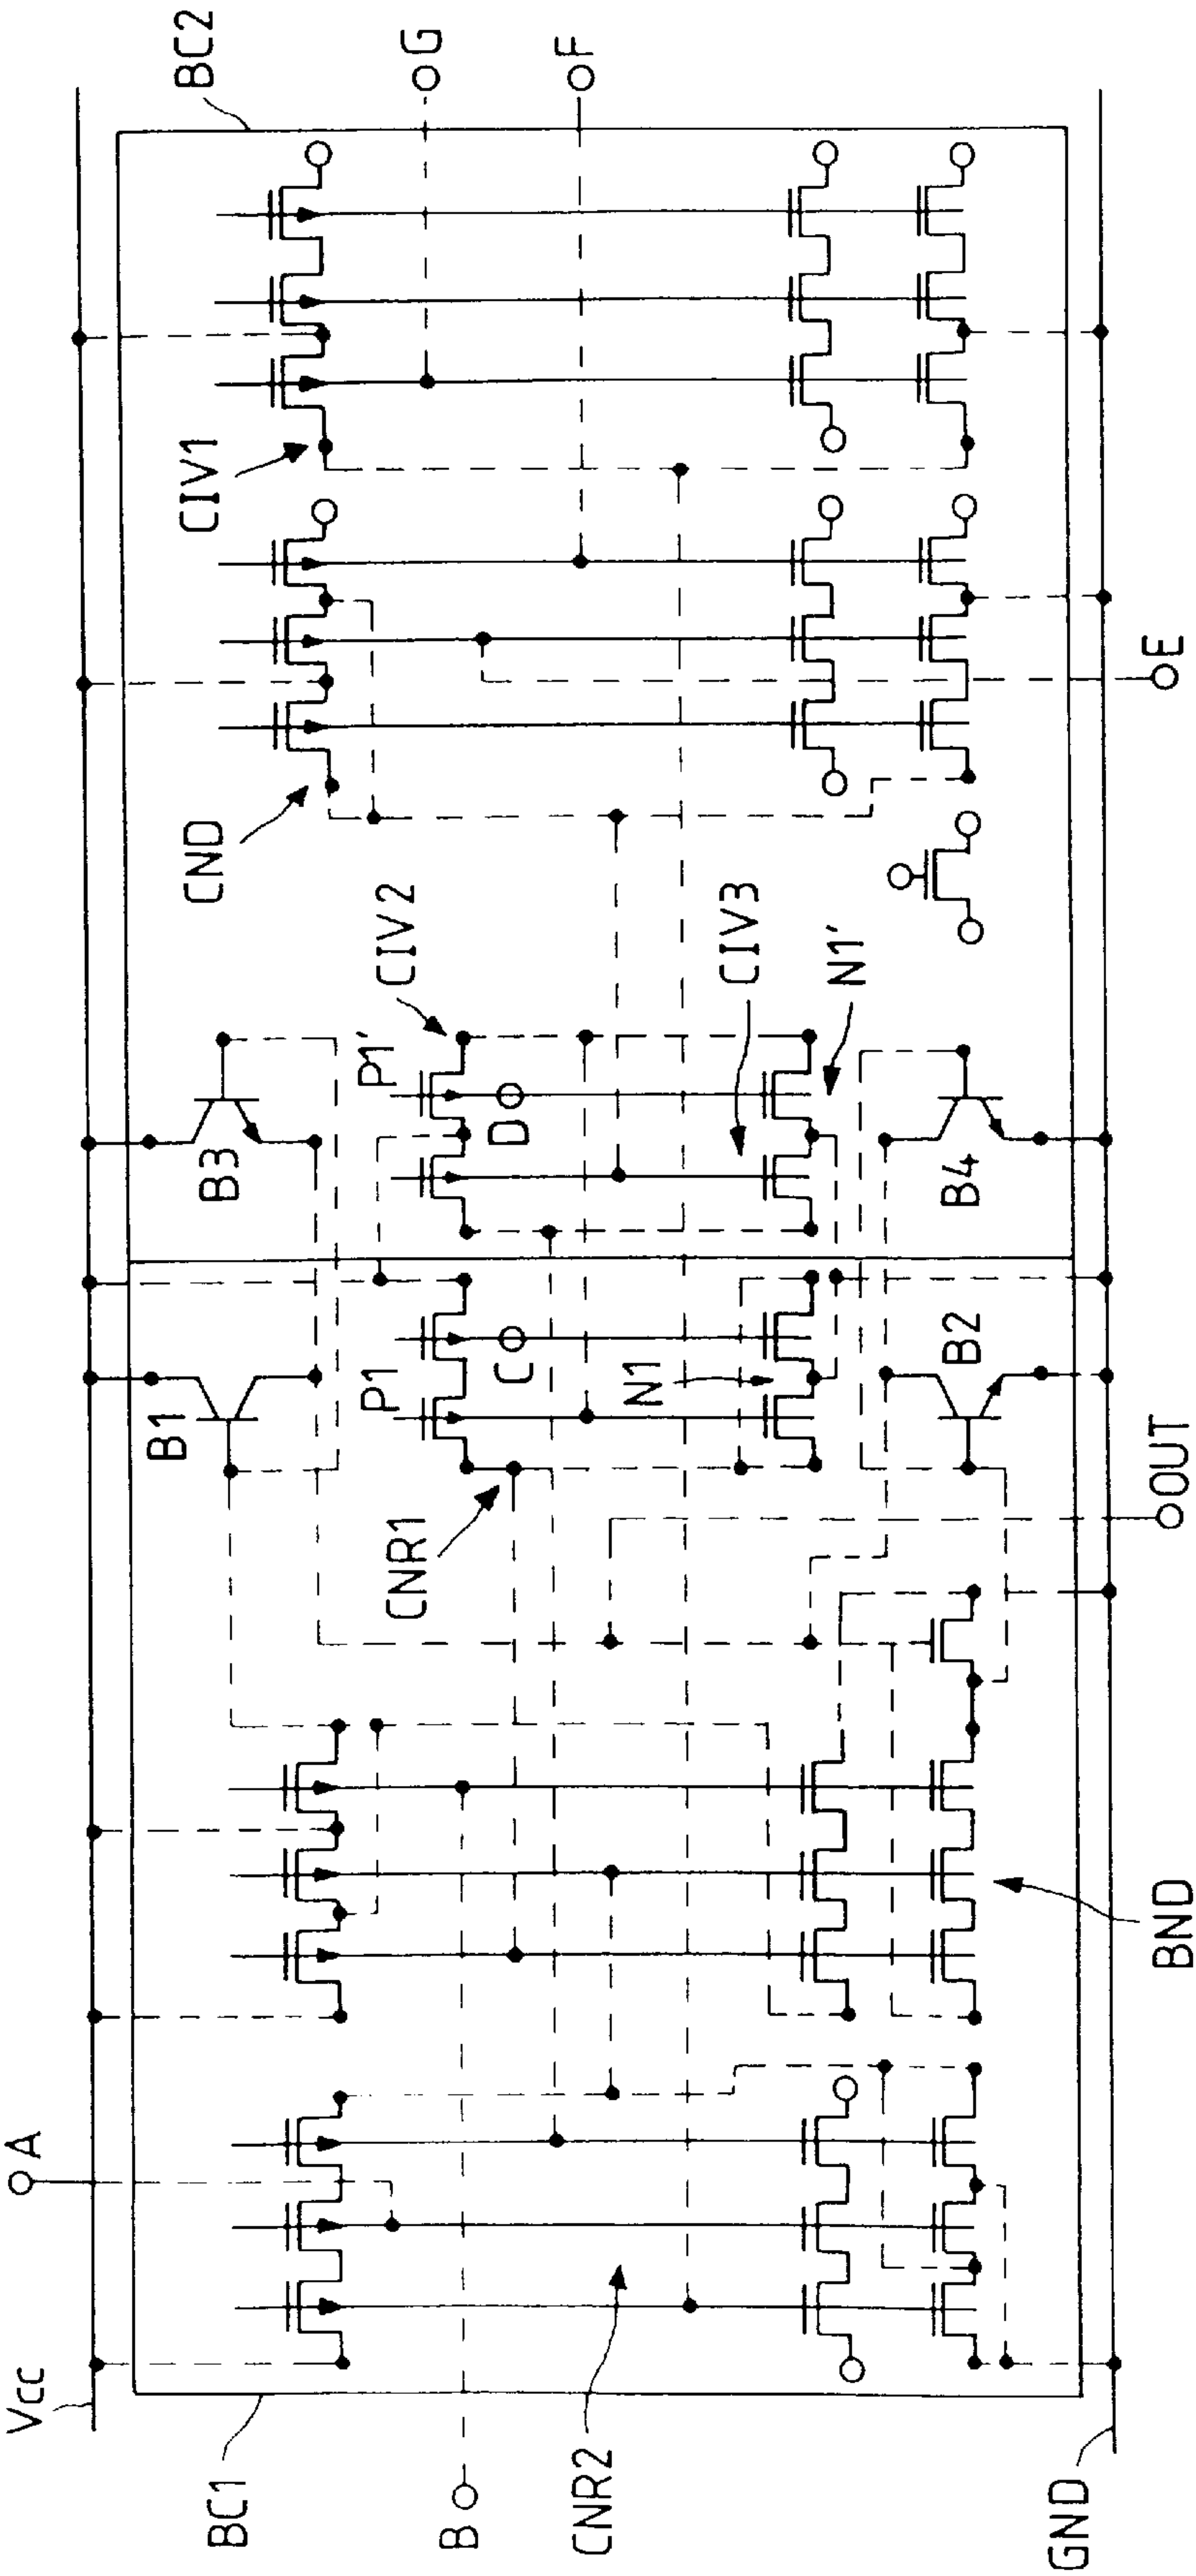 BC2
G
F
CIV1
CND
E
CIV2
CIV3
N1'
P1'
D
B3
B4
B1
P1
C
N1
B2
CNR1
OUT
BND
A
Vcc
BC1
B
CNR2
GND